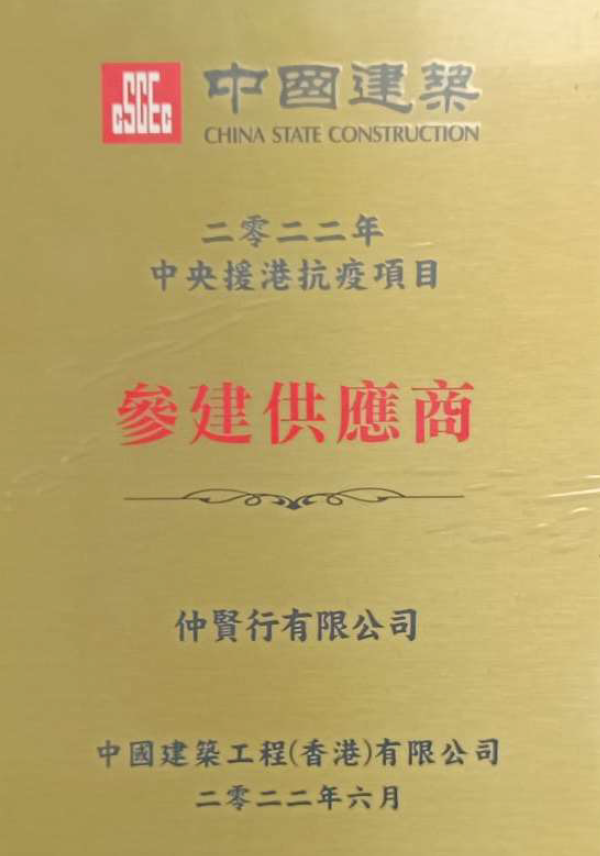 CSCEC
中國建築
CHINA STATE CONSTRUCTION
二零二二年
中央援港抗疫項目
參建供應商
仲賢行有限公司
中國建築工程(香港)有限公司
二零二二年六月